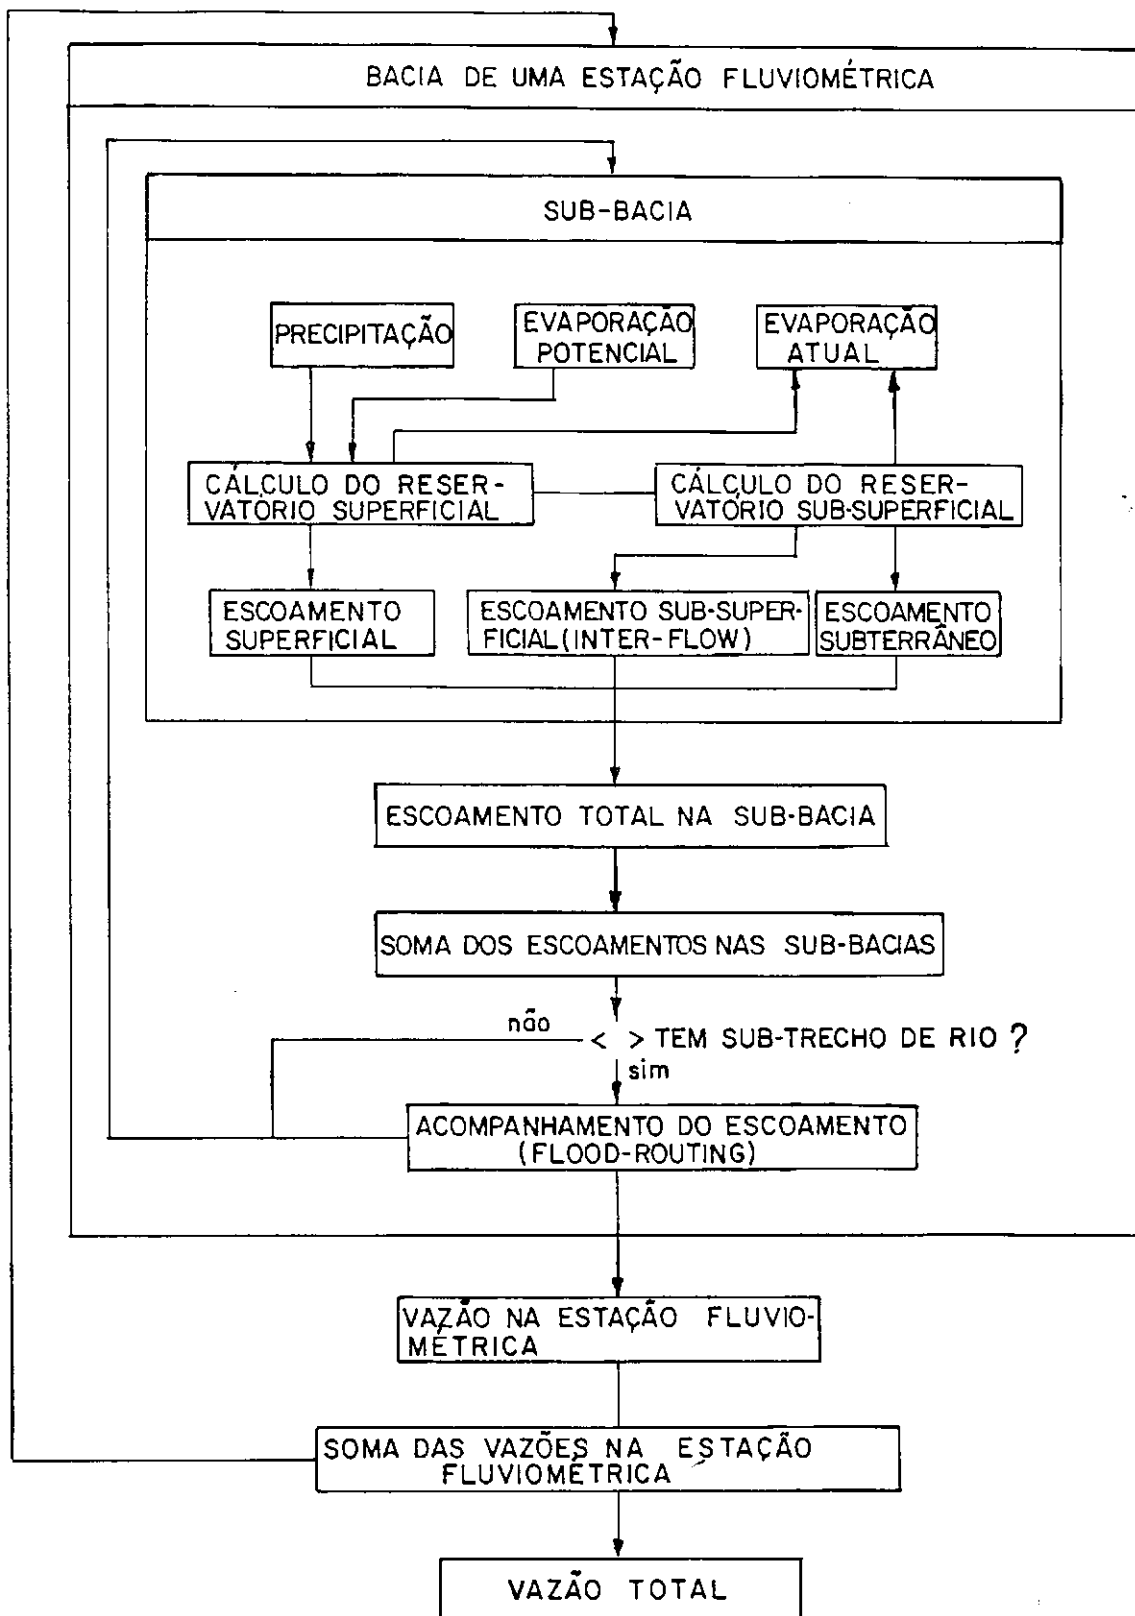 BACIA DE UMA ESTAÇÃO FLUVIOMÉTRICA
SUB-BACIA
PRECIPITAÇÃO
EVAPORAÇÃO
POTENCIAL
EVAPORAÇÃO
ATUAL
CÁLCULO DO RESER-
VATÓRIO SUPERFICIAL
CÁLCULO DO RESER-
VATÓRIO SUB-SUPERFICIAL
ESCOAMENTO
SUPERFICIAL
ESCOAMENTO SUB-SUPER-
FICIAL (INTER-FLOW)
ESCOAMENTO
SUBTERRÂNEO
ESCOAMENTO TOTAL NA SUB-BACIA
SOMA DOS ESCOAMENTOS NAS SUB-BACIAS
não < > TEM SUB-TRECHO DE RIO ?
sim
ACOMPANHAMENTO DO ESCOAMENTO
(FLOOD-ROUTING)
VAZÃO NA ESTAÇÃO FLUVIO-
MÉTRICA
SOMA DAS VAZÕES NA ESTAÇÃO
FLUVIOMÉTRICA
VAZÃO TOTAL